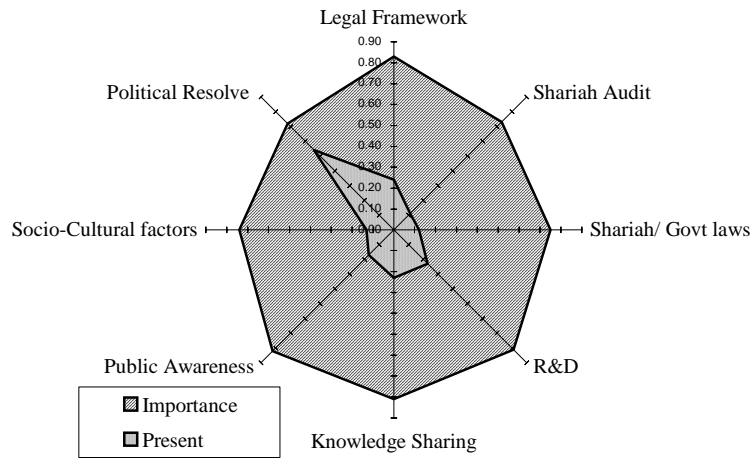 Legal Framework
0.90
0.80
0.70
0.60
0.50
0.40
0.30
0.20
0.10
0.00
Political Resolve
Shariah Audit
Socio-Cultural factors
Shariah/ Govt laws
Public Awareness
R&D
Knowledge Sharing
Importance
Present